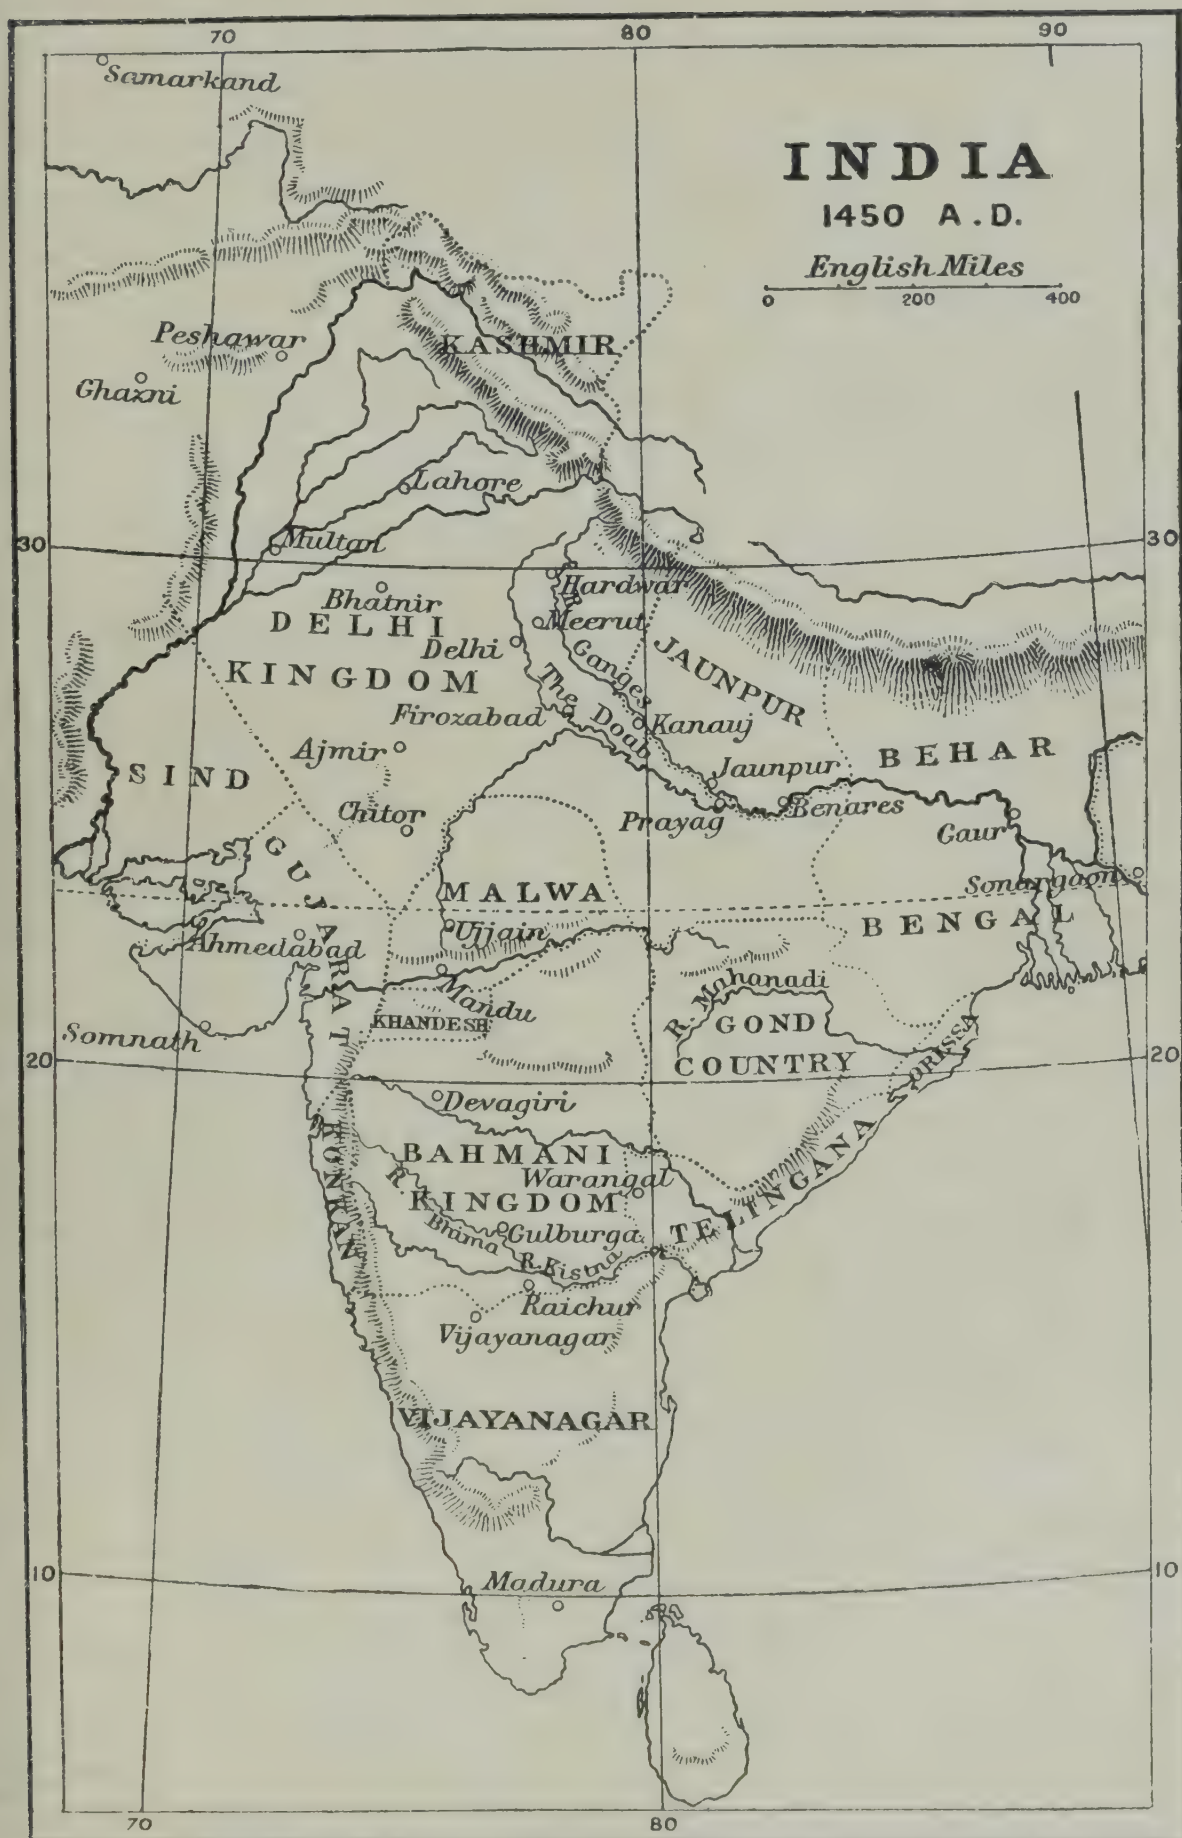 70
80
90
Samarkand
INDIA
1450 A.D.
English Miles
0 200 400
Peshawar
KASHMIR
Ghazni
Lahore
30
Multan
30
Hardwar
Bhatnir
DELHI
Meerut
Delhi
R. Ganges
JAUNPUR
KINGDOM
The Doab
Firozabad
Kanauj
Ajmir
BEHAR
SIND
Jaunpur
Chitor
Prayag
Benares
Gaur
GUJARAT
MALWA
Sonargaon
BENGAL
Ujjain
Ahmedabad
Mandu
R. Mahanadi
KHANDESH
GOND
Somnath
COUNTRY
ORISSA
20
20
Devagiri
KONKAN
BAHMANI
Warangal
KINGDOM
TELINGANA
R. Bhima
Gulburga
R. Kistna
Raichur
Vijayanagar
VIJAYANAGAR
10
Madura
10
70
80